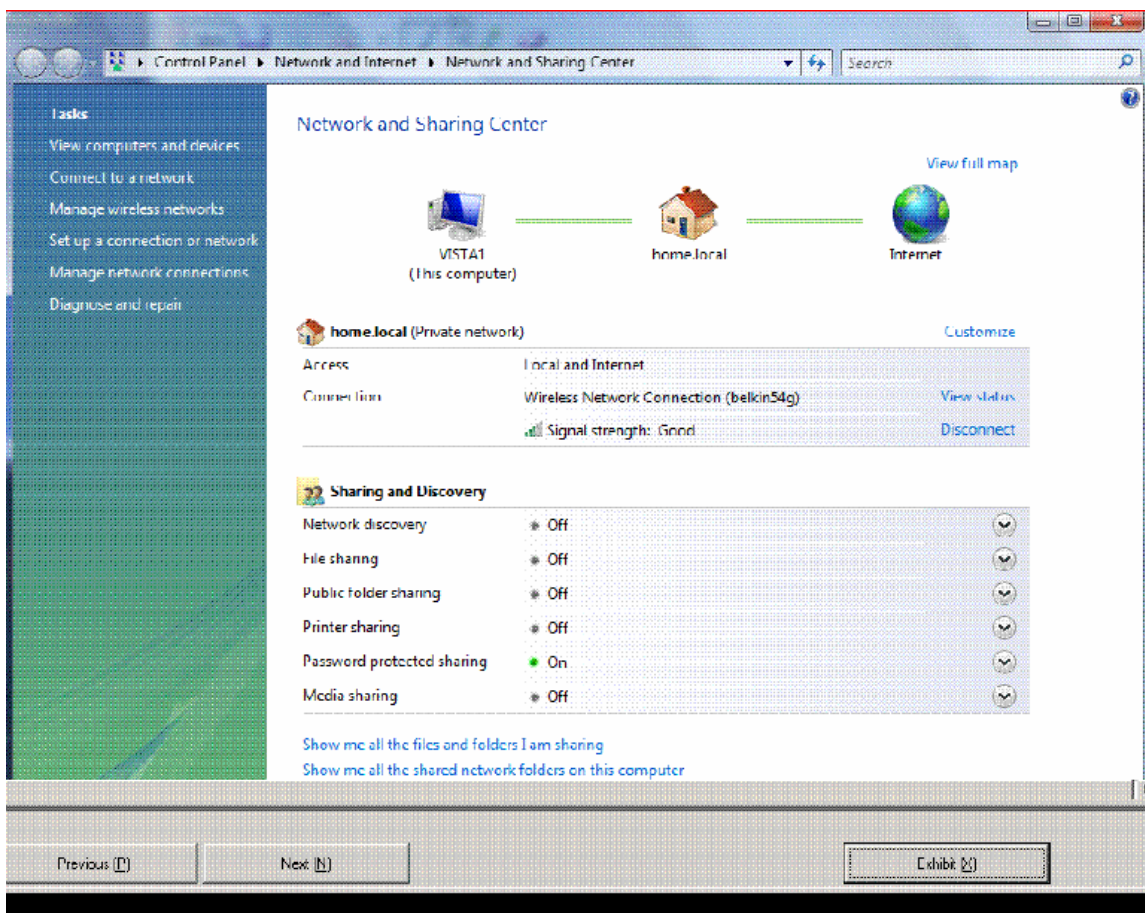 Control Panel ▸ Network and Internet ▸ Network and Sharing Center
Search
Tasks
View computers and devices
Connect to a network
Manage wireless networks
Set up a connection or network
Manage network connections
Diagnose and repair
Network and Sharing Center
View full map
VISTA1
(This computer)
home.local
Internet
home.local (Private network)
Customize
Access
Local and Internet
Connection
Wireless Network Connection (belkin54g)
View status
Signal strength: Good
Disconnect
Sharing and Discovery
Network discovery
Off
File sharing
Off
Public folder sharing
Off
Printer sharing
Off
Password protected sharing
On
Media sharing
Off
Show me all the files and folders I am sharing
Show me all the shared network folders on this computer
Previous (P)
Next (N)
Exhibit (X)